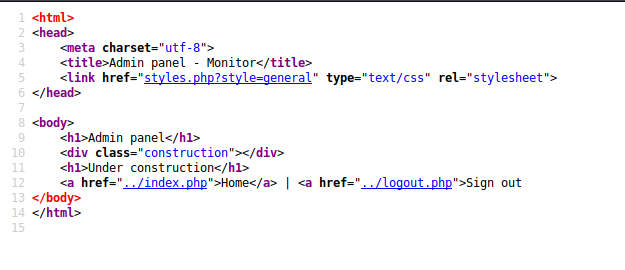 1 <html>
2 <head>
3     <meta charset="utf-8">
4     <title>Admin panel - Monitor</title>
5     <link href="styles.php?style=general" type="text/css" rel="stylesheet">
6 </head>
7
8 <body>
9     <h1>Admin panel</h1>
10     <div class="construction"></div>
11     <h1>Under construction</h1>
12     <a href="../index.php">Home</a> | <a href="../logout.php">Sign out
13 </body>
14 </html>
15